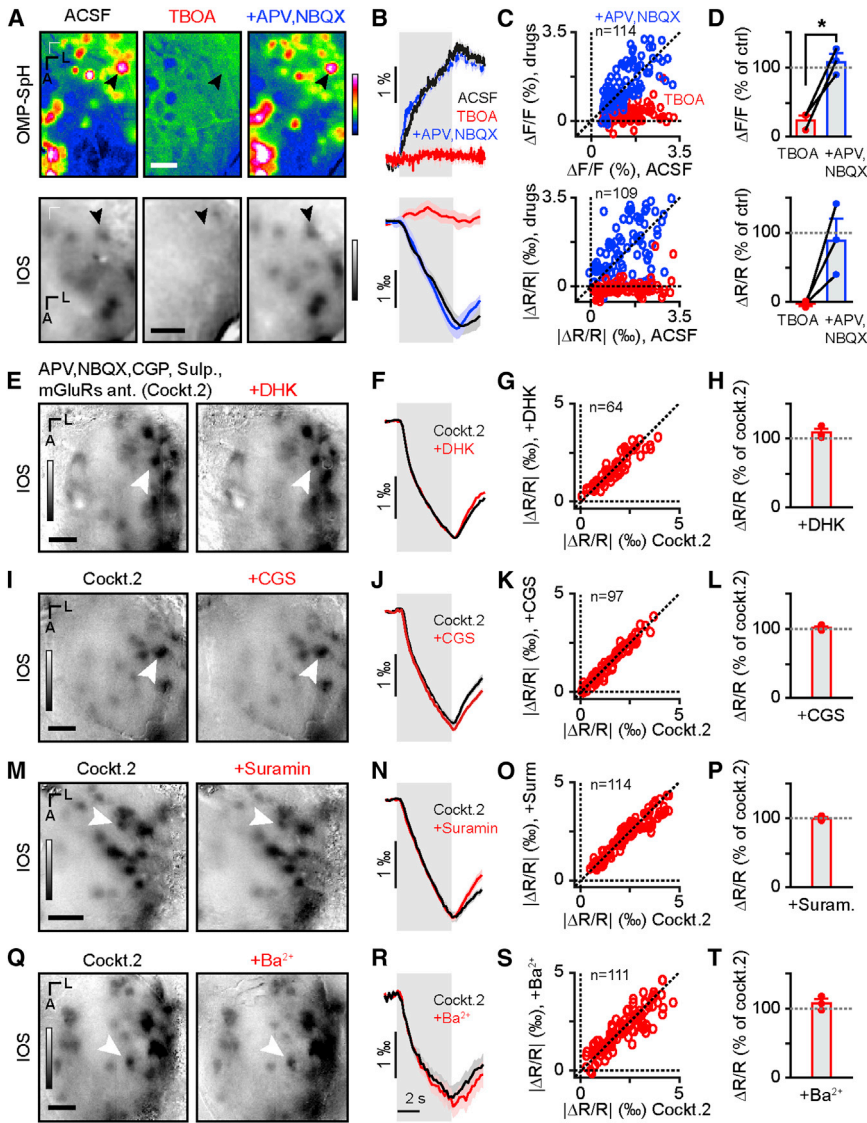 A
ACSF
TBOA
+APV,NBQX
OMP-SpH
L
A
IOS
L
A
B
1 %
ACSF
TBOA
+APV,NBQX
1 ‰
C
+APV,NBQX
n=114
TBOA
ΔF/F (%), drugs
3.5
0
0
3.5
ΔF/F (%), ACSF
n=109
|ΔR/R| (‰), drugs
3.5
0
0
3.5
|ΔR/R| (‰), ACSF
D
*
ΔF/F (% of ctrl)
100
0
TBOA
+APV,
NBQX
ΔR/R (% of ctrl)
100
0
TBOA
+APV,
NBQX
E
APV,NBQX,CGP, Sulp.,
mGluRs ant. (Cockt.2)
+DHK
IOS
L
A
F
Cockt.2
+DHK
1 ‰
G
n=64
|ΔR/R| (‰), +DHK
5
0
0
5
|ΔR/R| (‰) Cockt.2
H
ΔR/R (% of cockt.2)
100
0
+DHK
I
Cockt.2
+CGS
IOS
L
A
J
Cockt.2
+CGS
1 ‰
K
n=97
|ΔR/R| (‰), +CGS
5
0
0
5
|ΔR/R| (‰) Cockt.2
L
ΔR/R (% of cockt.2)
100
0
+CGS
M
Cockt.2
+Suramin
IOS
L
A
N
Cockt.2
+Suramin
1 ‰
O
n=114
|ΔR/R| (‰), +Surm
5
0
0
5
|ΔR/R| (‰) Cockt.2
P
ΔR/R (% of cockt.2)
100
0
+Suram.
Q
Cockt.2
+Ba²⁺
IOS
L
A
R
Cockt.2
+Ba²⁺
1 ‰
2 s
S
n=111
|ΔR/R| (‰), +Ba²⁺
5
0
0
5
|ΔR/R| (‰) Cockt.2
T
ΔR/R (% of cockt.2)
100
0
+Ba²⁺